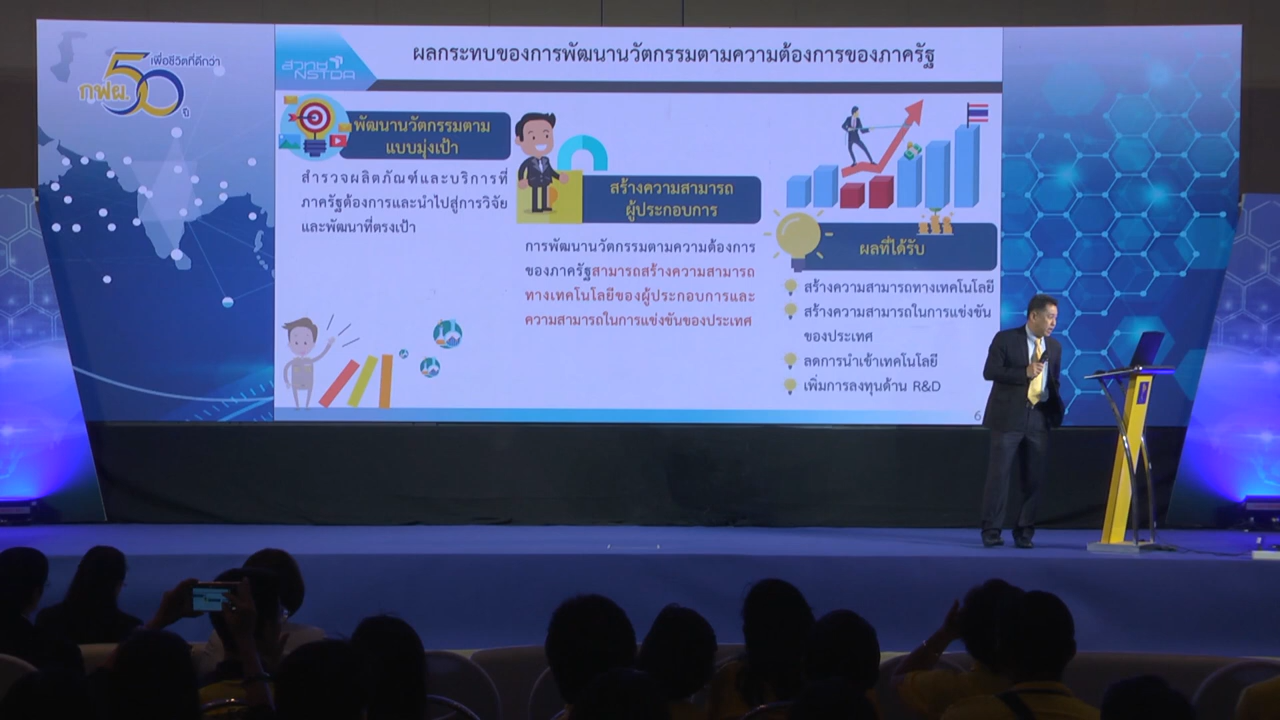 เพื่อชีวิตที่ดีกว่า
กฟผ. 50 ปี
สวทช
NSTDA
ผลกระทบของการพัฒนานวัตกรรมตามความต้องการของภาครัฐ
พัฒนานวัตกรรมตาม
แบบมุ่งเป้า
สำรวจผลิตภัณฑ์และบริการที่
ภาครัฐต้องการและนำไปสู่การวิจัย
และพัฒนาที่ตรงเป้า
สร้างความสามารถ
ผู้ประกอบการ
การพัฒนานวัตกรรมตามความต้องการ
ของภาครัฐสามารถสร้างความสามารถ
ทางเทคโนโลยีของผู้ประกอบการและ
ความสามารถในการแข่งขันของประเทศ
ผลที่ได้รับ
สร้างความสามารถทางเทคโนโลยี
สร้างความสามารถในการแข่งขัน
ของประเทศ
ลดการนำเข้าเทคโนโลยี
เพิ่มการลงทุนด้าน R&D
6